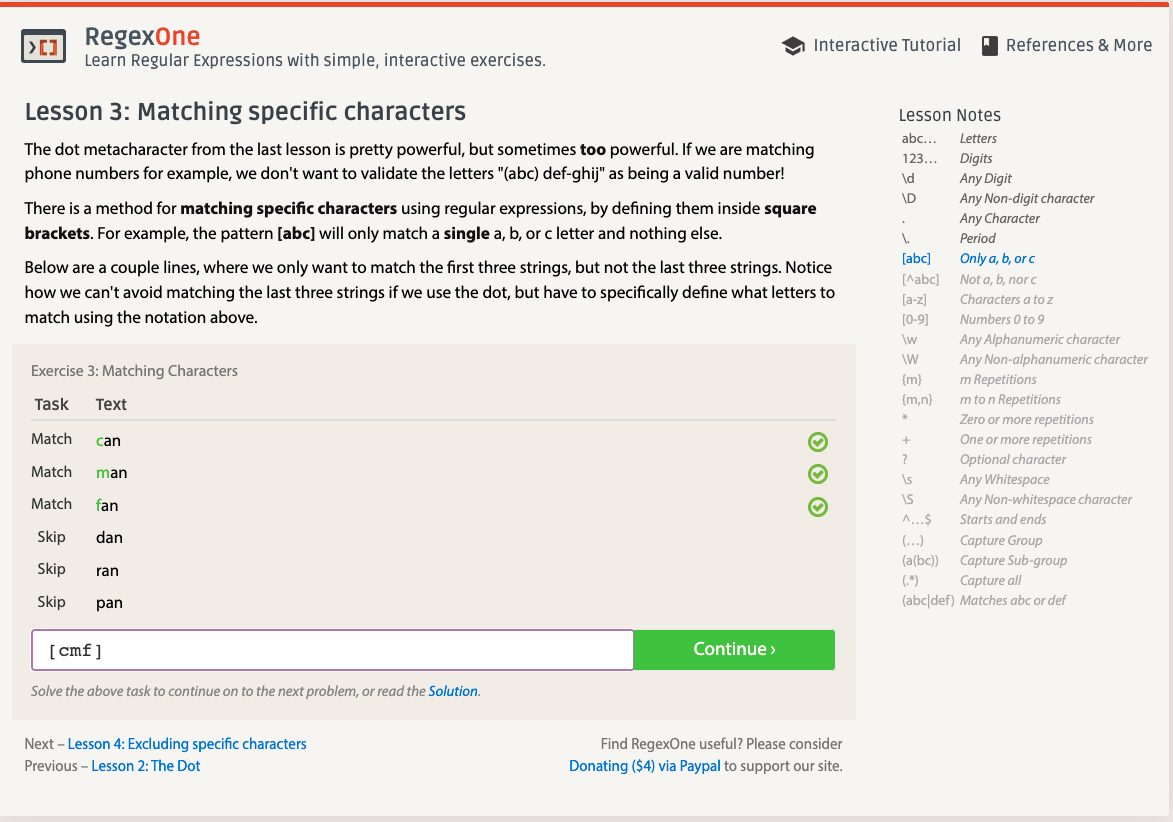 RegexOne
Learn Regular Expressions with simple, interactive exercises.
Interactive Tutorial
References & More
Lesson 3: Matching specific characters
The dot metacharacter from the last lesson is pretty powerful, but sometimes too powerful. If we are matching
phone numbers for example, we don't want to validate the letters "(abc) def-ghij" as being a valid number!
There is a method for matching specific characters using regular expressions, by defining them inside square
brackets. For example, the pattern [abc] will only match a single a, b, or c letter and nothing else.
Below are a couple lines, where we only want to match the first three strings, but not the last three strings. Notice
how we can't avoid matching the last three strings if we use the dot, but have to specifically define what letters to
match using the notation above.
Exercise 3: Matching Characters
Task Text
Match can
Match man
Match fan
Skip dan
Skip ran
Skip pan
[cmf]
Continue ›
Solve the above task to continue on to the next problem, or read the Solution.
Next – Lesson 4: Excluding specific characters
Previous – Lesson 2: The Dot
Find RegexOne useful? Please consider
Donating ($4) via Paypal to support our site.
Lesson Notes
abc… Letters
123… Digits
\d Any Digit
\D Any Non-digit character
. Any Character
\. Period
[abc] Only a, b, or c
[^abc] Not a, b, nor c
[a-z] Characters a to z
[0-9] Numbers 0 to 9
\w Any Alphanumeric character
\W Any Non-alphanumeric character
{m} m Repetitions
{m,n} m to n Repetitions
* Zero or more repetitions
+ One or more repetitions
? Optional character
\s Any Whitespace
\S Any Non-whitespace character
^…$ Starts and ends
(…) Capture Group
(a(bc)) Capture Sub-group
(.*) Capture all
(abc|def) Matches abc or def